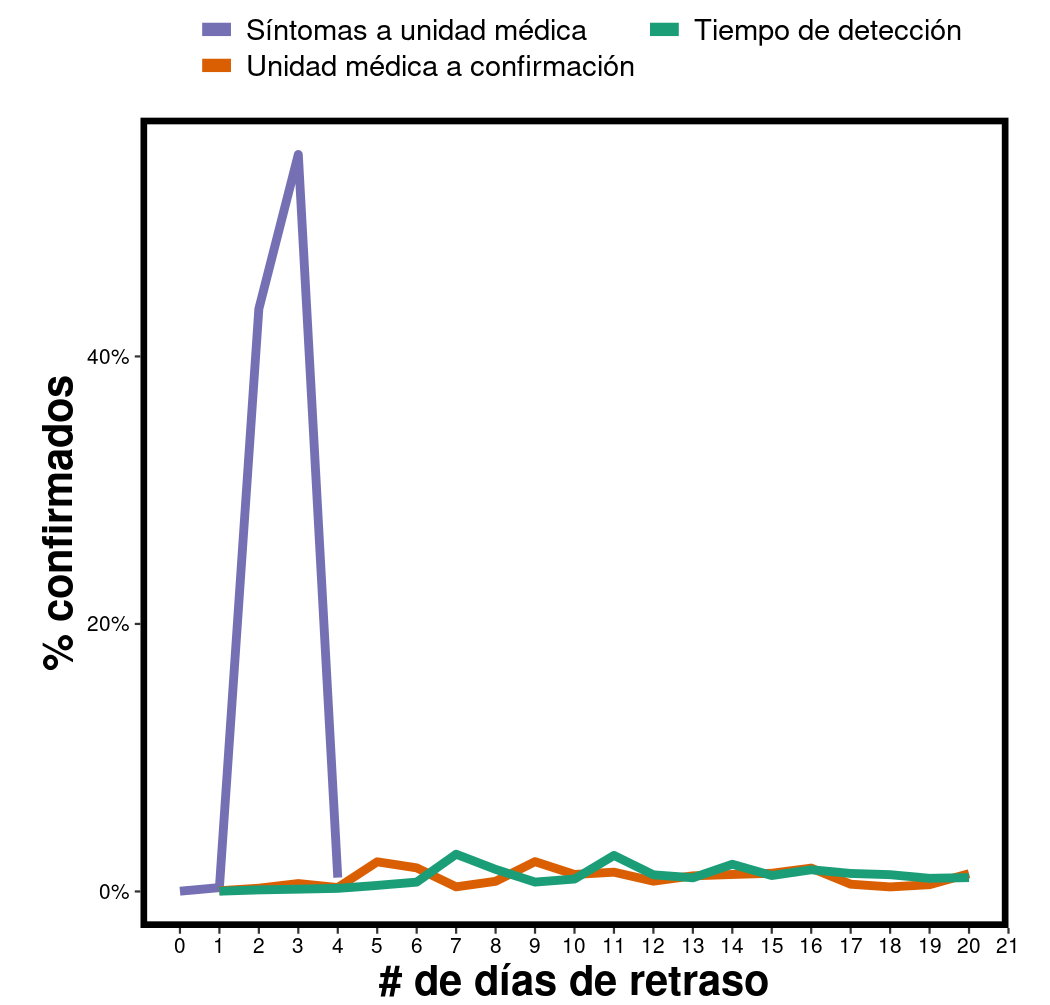 Síntomas a unidad médica
Tiempo de detección
Unidad médica a confirmación
% confirmados
40%
20%
0%
0 1 2 3 4 5 6 7 8 9 10 11 12 13 14 15 16 17 18 19 20 21
# de días de retraso